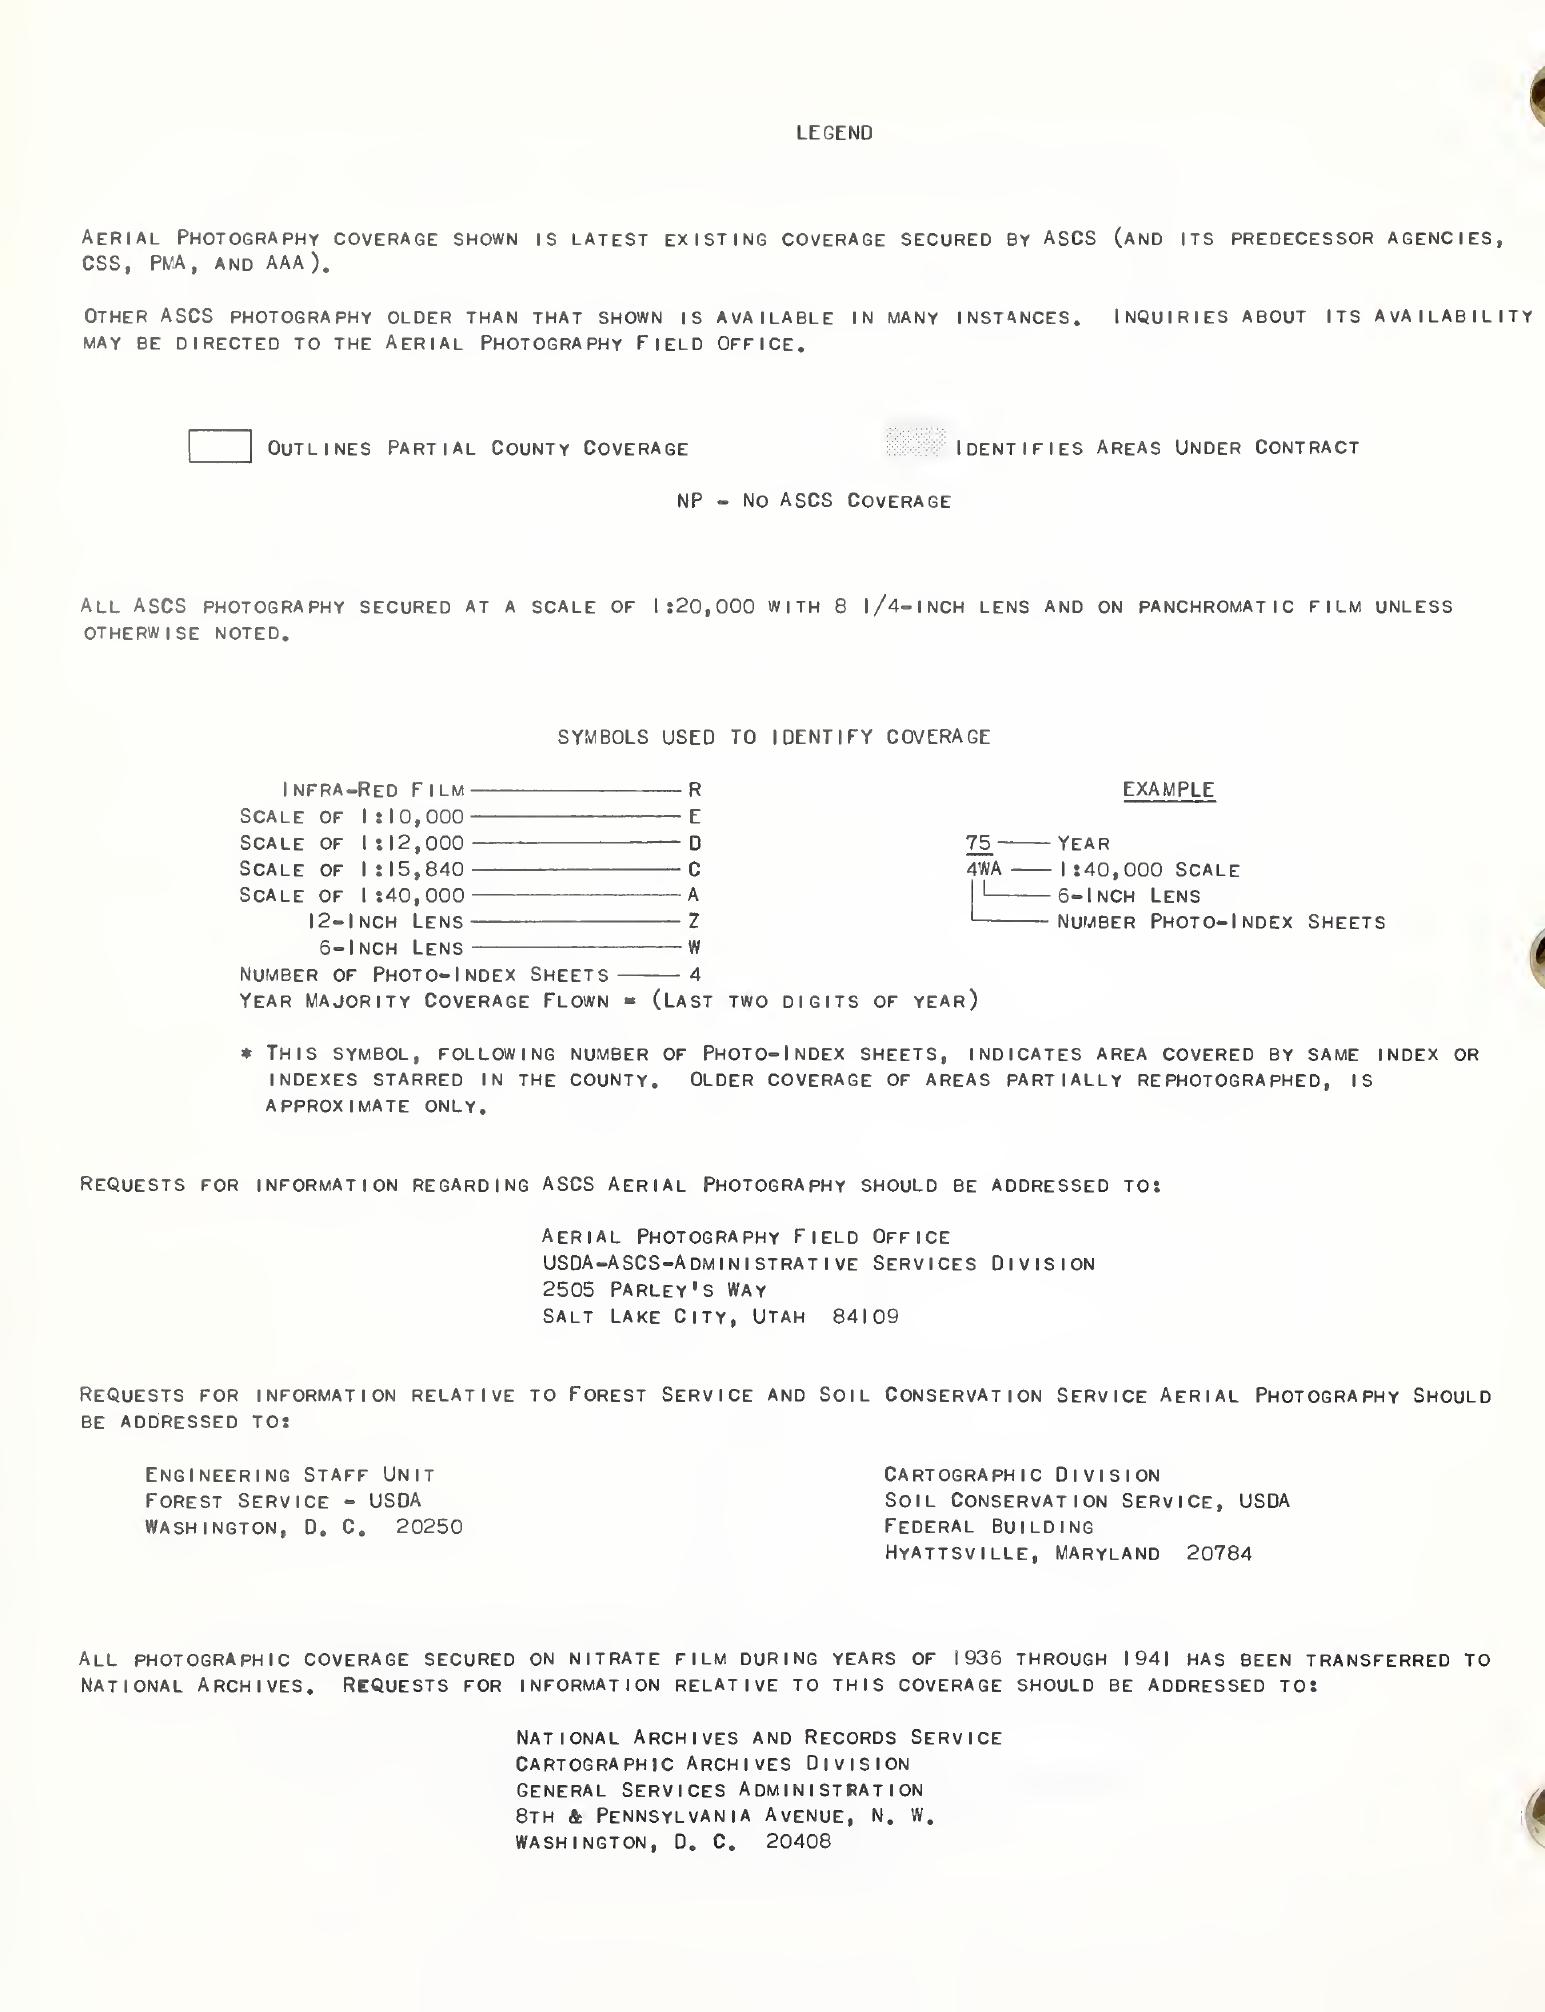 LEGEND
Aerial Photography coverage shown is latest existing coverage secured by ASCS (and its predecessor agencies,
CSS, PMA, and AAA).
Other ASCS photography older than that shown is available in many instances. Inquiries about its availability
may be directed to the Aerial Photography Field Office.
Outlines Partial County Coverage
Identifies Areas Under Contract
NP - No ASCS Coverage
All ASCS photography secured at a scale of 1:20,000 with 8 1/4-inch lens and on panchromatic film unless
otherwise noted.
SYMBOLS USED TO IDENTIFY COVERAGE
Infra-Red Film R
Scale of 1:10,000 E
Scale of 1:12,000 D
Scale of 1:15,840 C
Scale of 1:40,000 A
12-Inch Lens Z
6-Inch Lens W
Number of Photo-Index Sheets 4
Year Majority Coverage Flown = (Last two digits of year)
EXAMPLE
75 Year
4WA 1:40,000 scale
6-Inch Lens
Number Photo-Index Sheets
* This symbol, following number of Photo-Index sheets, indicates area covered by same index or
indexes starred in the county. Older coverage of areas partially rephotographed, is
approximate only.
Requests for information regarding ASCS Aerial Photography should be addressed to:
Aerial Photography Field Office
USDA-ASCS-Administrative Services Division
2505 Parley's Way
Salt Lake City, Utah 84109
Requests for information relative to Forest Service and Soil Conservation Service Aerial Photography Should
be addressed to:
Engineering Staff Unit
Forest Service - USDA
Washington, D. C. 20250
Cartographic Division
Soil Conservation Service, USDA
Federal Building
Hyattsville, Maryland 20784
All photographic coverage secured on nitrate film during years of 1936 through 1941 has been transferred to
National Archives. Requests for information relative to this coverage should be addressed to:
National Archives and Records Service
Cartographic Archives Division
General Services Administration
8th & Pennsylvania Avenue, N. W.
Washington, D. C. 20408